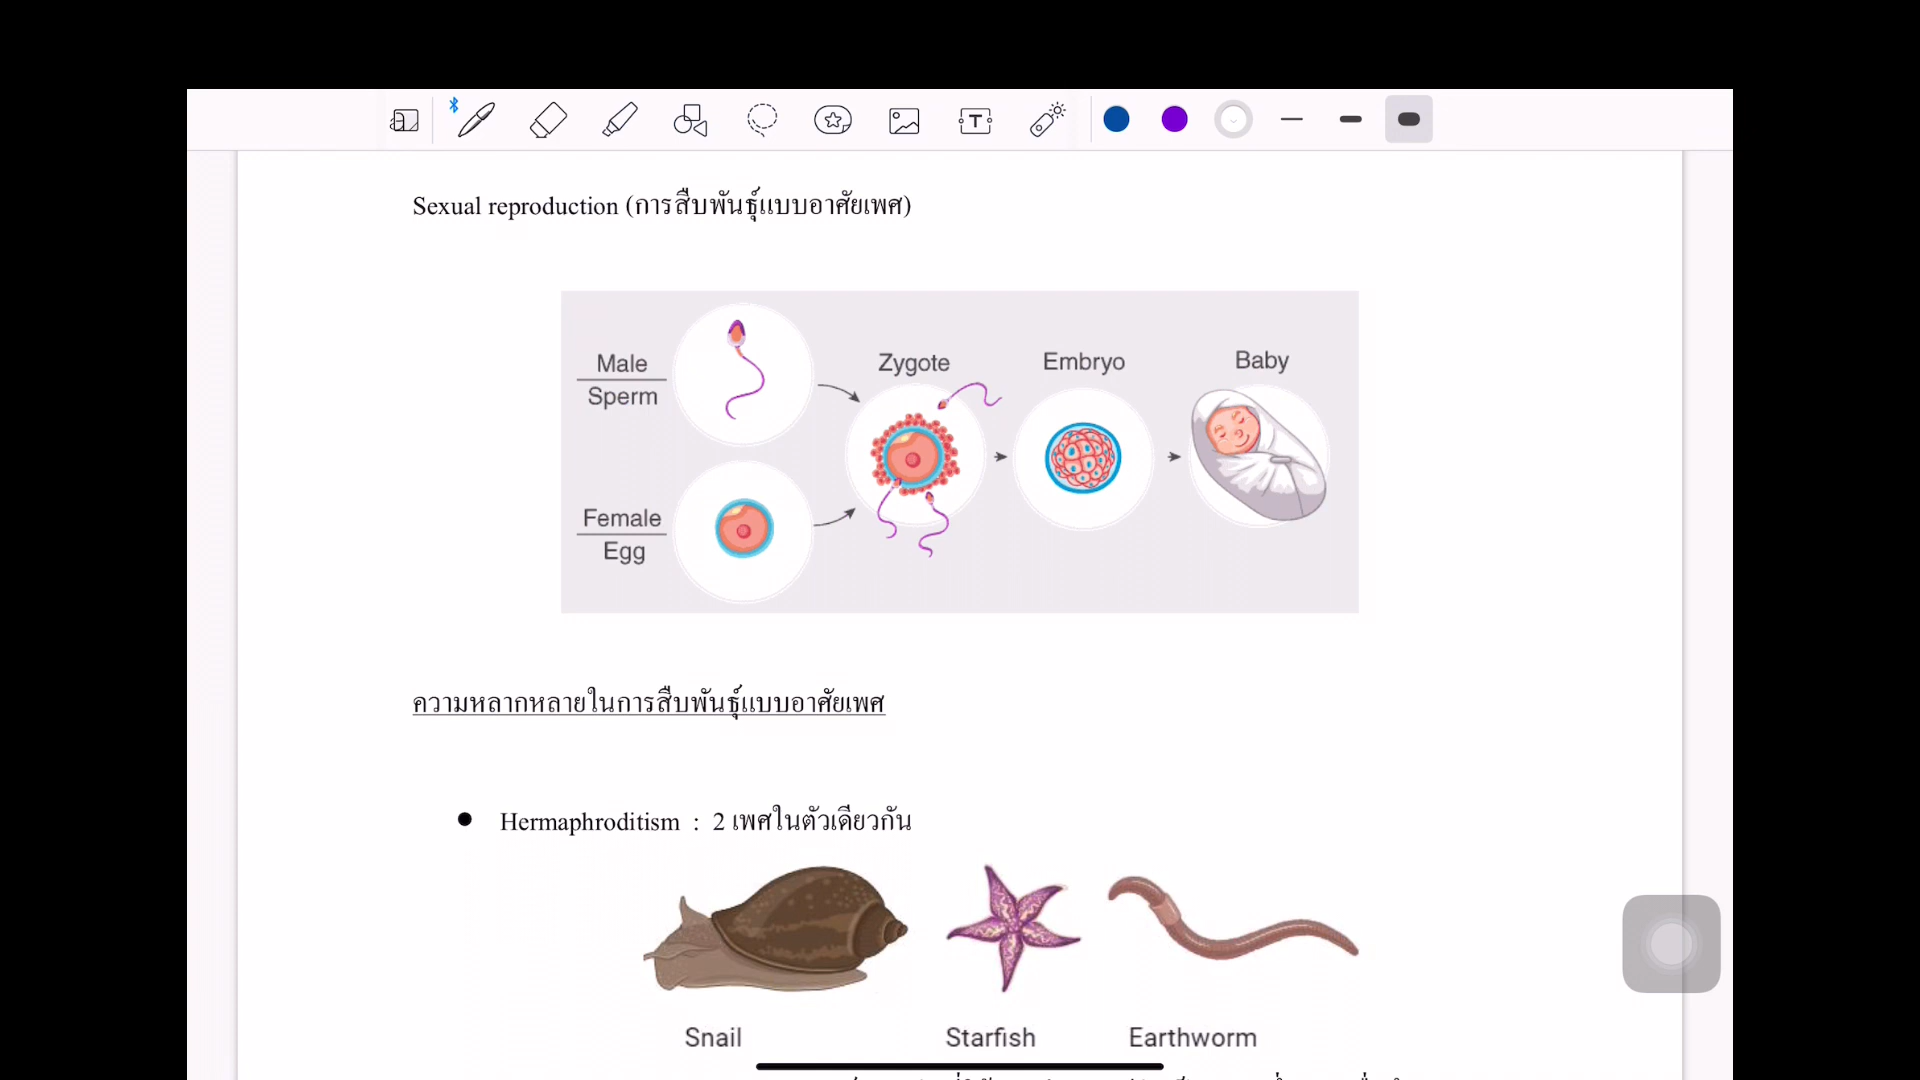 Sexual reproduction (การสืบพันธุ์แบบอาศัยเพศ)
Male
Sperm
Zygote
Embryo
Baby
Female
Egg
ความหลากหลายในการสืบพันธุ์แบบอาศัยเพศ
● Hermaphroditism : 2 เพศในตัวเดียวกัน
Snail
Starfish
Earthworm